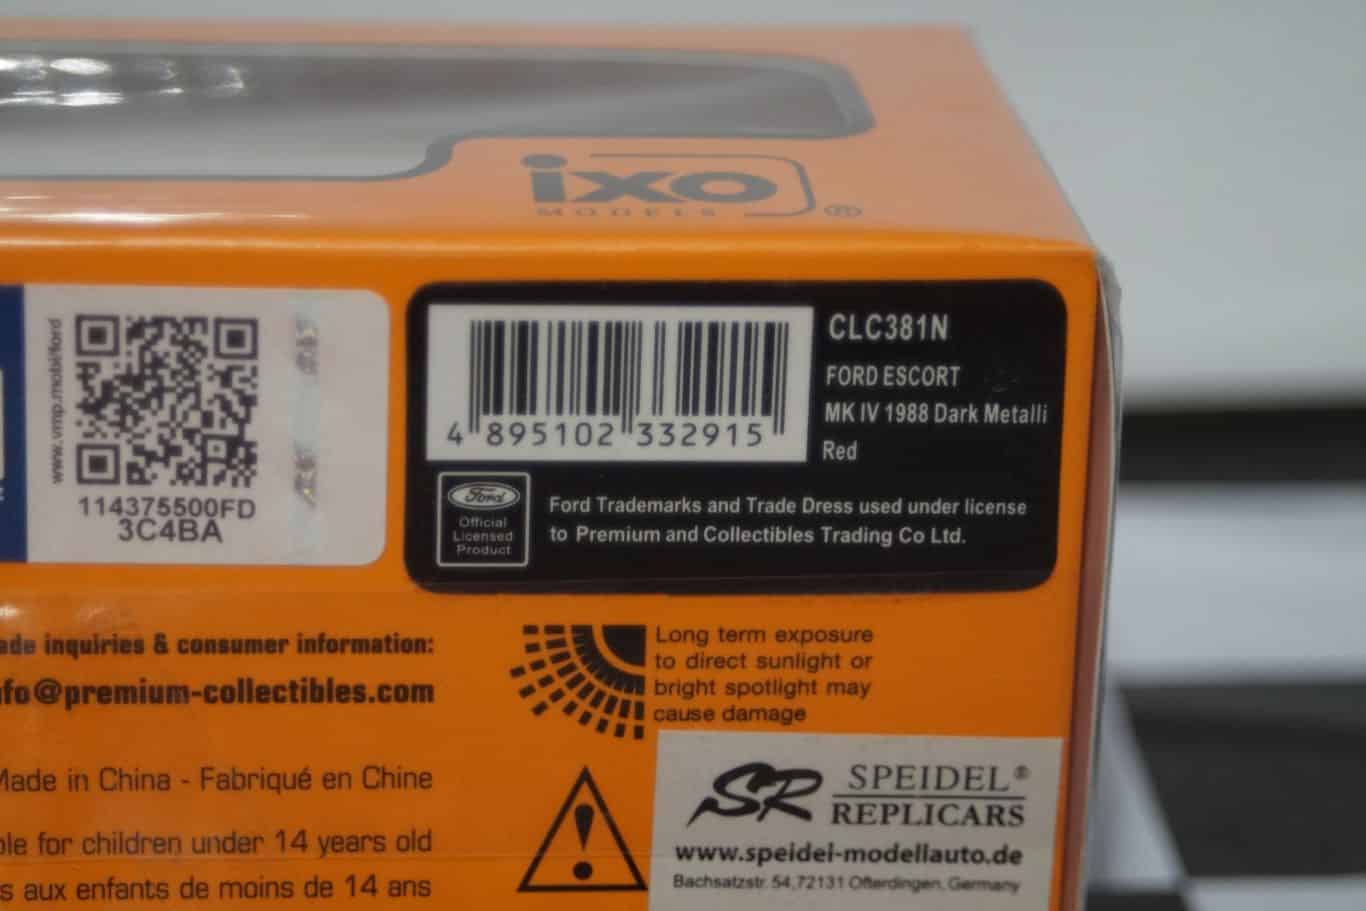 ixo
MODELS ®
www.vmp.mobi/ford
114375500FD
3C4BA
4 895102 332915
CLC381N
FORD ESCORT
MK IV 1988 Dark Metalli
Red
Ford
Official
Licensed
Product
Ford Trademarks and Trade Dress used under license
to Premium and Collectibles Trading Co Ltd.
ade inquiries & consumer information:
nfo@premium-collectibles.com
Long term exposure
to direct sunlight or
bright spotlight may
cause damage
Made in China - Fabriqué en Chine
ble for children under 14 years old
s aux enfants de moins de 14 ans
SR SPEIDEL®
REPLICARS
www.speidel-modellauto.de
Bachsatzstr. 54,72131 Ofterdingen, Germany